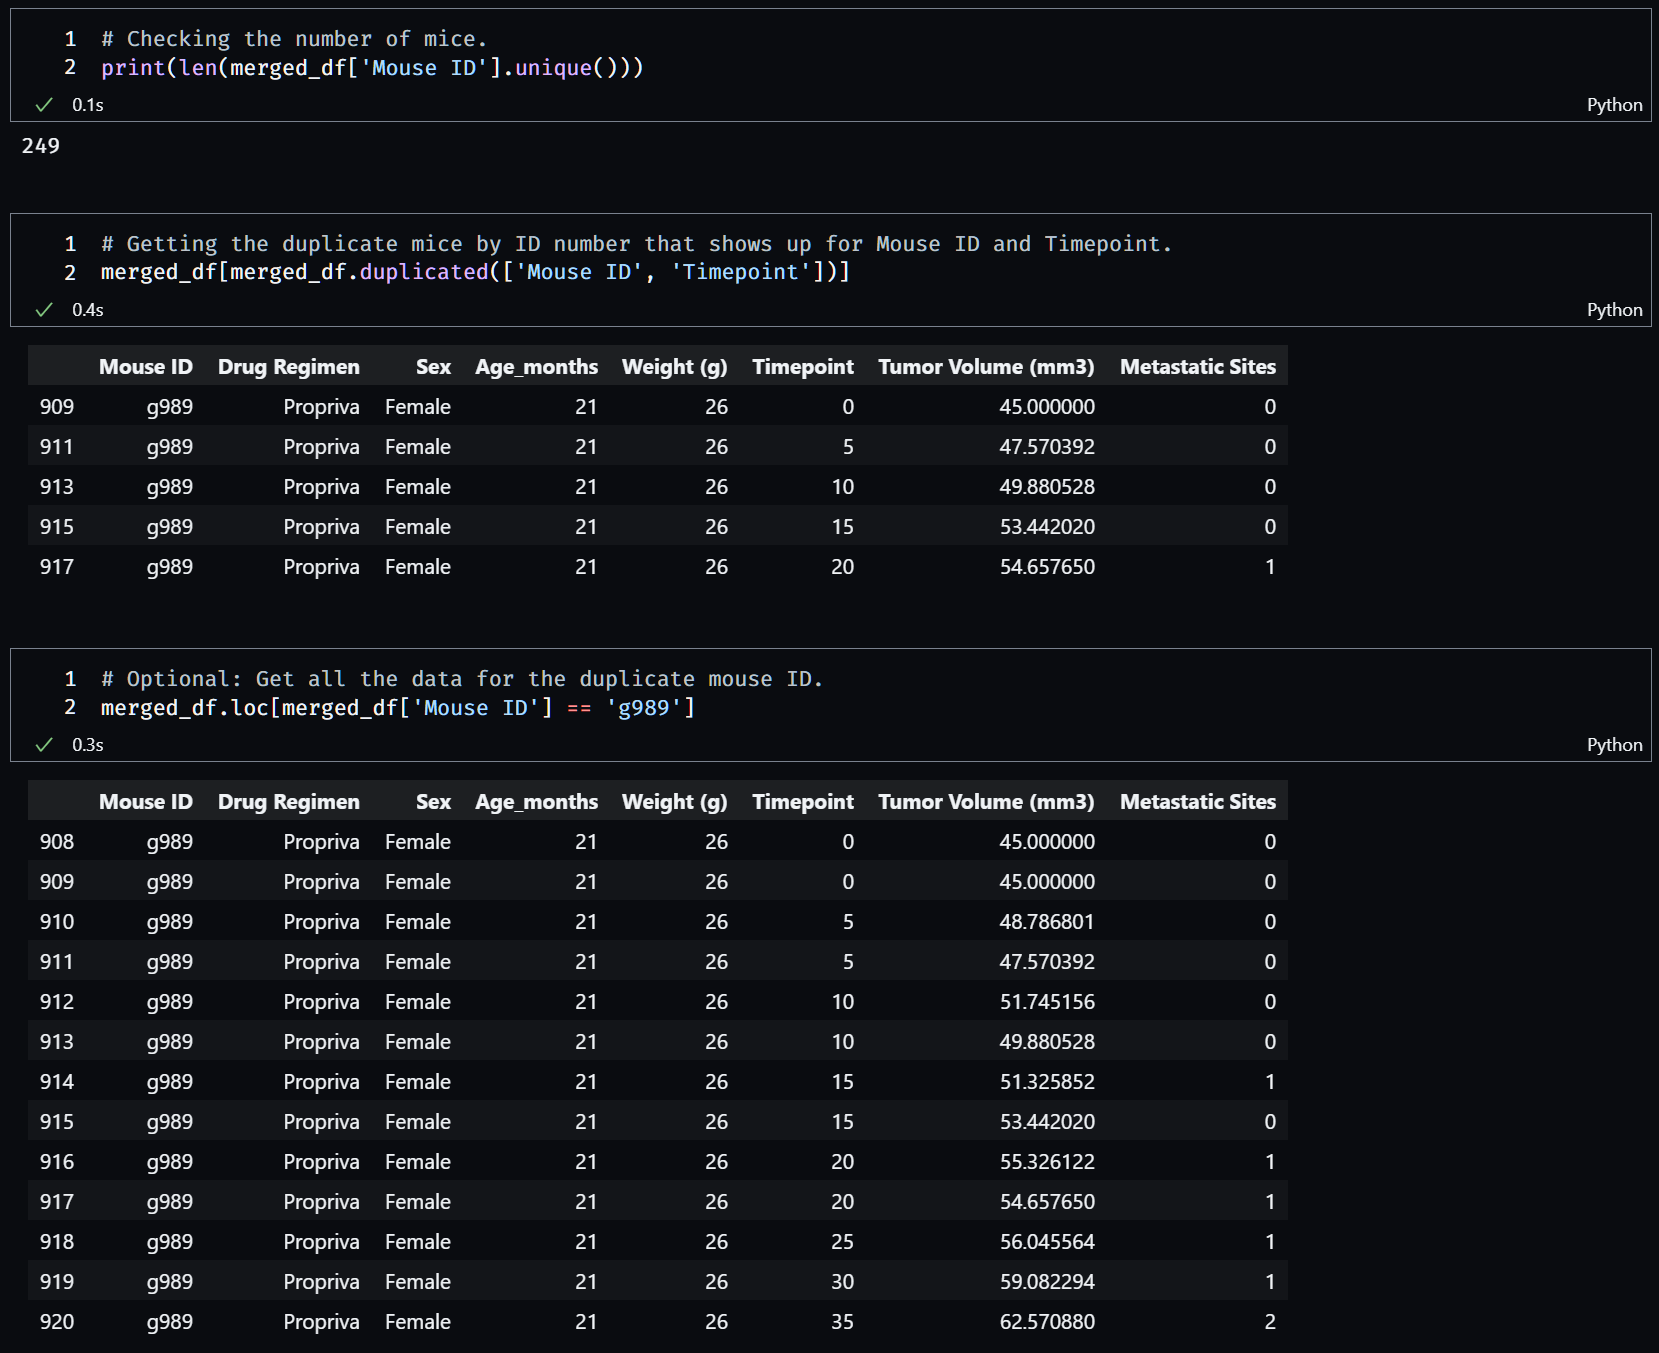 1 # Checking the number of mice.
2 print(len(merged_df['Mouse ID'].unique()))
0.1s Python
249
1 # Getting the duplicate mice by ID number that shows up for Mouse ID and Timepoint.
2 merged_df[merged_df.duplicated(['Mouse ID', 'Timepoint'])]
0.4s Python
Mouse ID Drug Regimen Sex Age_months Weight (g) Timepoint Tumor Volume (mm3) Metastatic Sites
909 g989 Propriva Female 21 26 0 45.000000 0
911 g989 Propriva Female 21 26 5 47.570392 0
913 g989 Propriva Female 21 26 10 49.880528 0
915 g989 Propriva Female 21 26 15 53.442020 0
917 g989 Propriva Female 21 26 20 54.657650 1
1 # Optional: Get all the data for the duplicate mouse ID.
2 merged_df.loc[merged_df['Mouse ID'] == 'g989']
0.3s Python
Mouse ID Drug Regimen Sex Age_months Weight (g) Timepoint Tumor Volume (mm3) Metastatic Sites
908 g989 Propriva Female 21 26 0 45.000000 0
909 g989 Propriva Female 21 26 0 45.000000 0
910 g989 Propriva Female 21 26 5 48.786801 0
911 g989 Propriva Female 21 26 5 47.570392 0
912 g989 Propriva Female 21 26 10 51.745156 0
913 g989 Propriva Female 21 26 10 49.880528 0
914 g989 Propriva Female 21 26 15 51.325852 1
915 g989 Propriva Female 21 26 15 53.442020 0
916 g989 Propriva Female 21 26 20 55.326122 1
917 g989 Propriva Female 21 26 20 54.657650 1
918 g989 Propriva Female 21 26 25 56.045564 1
919 g989 Propriva Female 21 26 30 59.082294 1
920 g989 Propriva Female 21 26 35 62.570880 2